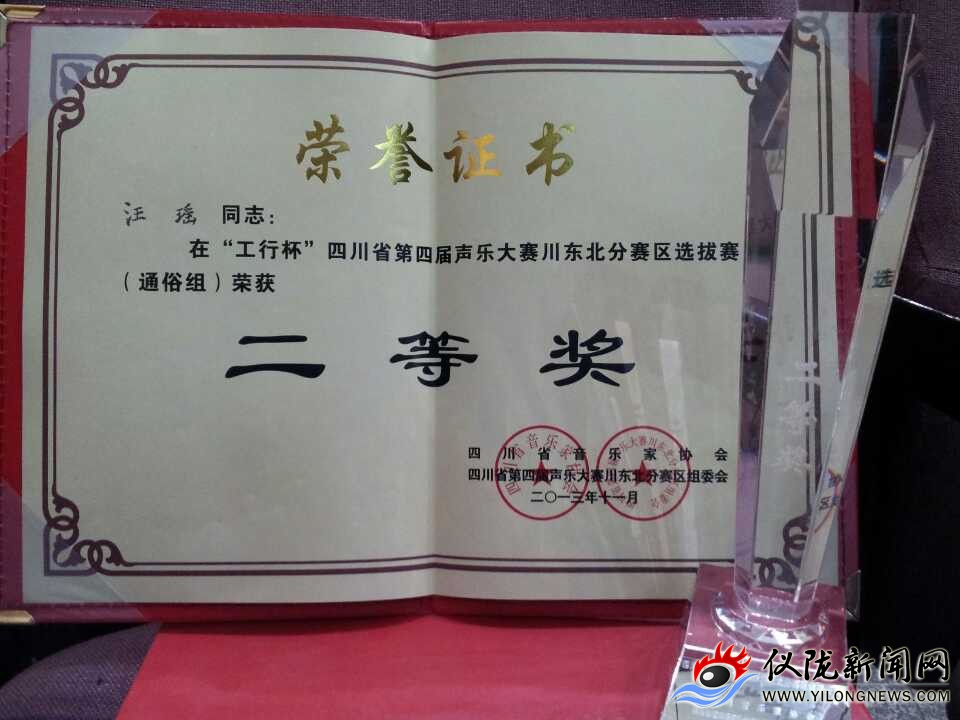 荣誉证书
汪 瑶 同志：
在“工行杯”四川省第四届声乐大赛川东北分赛区选拔赛
（通俗组）荣获
二等奖
四川省音乐家协会
四川省第四届声乐大赛川东北分赛区组委会
二〇一三年十一月
选
二等奖
仪陇新闻网
WWW.YILONGNEWS.COM